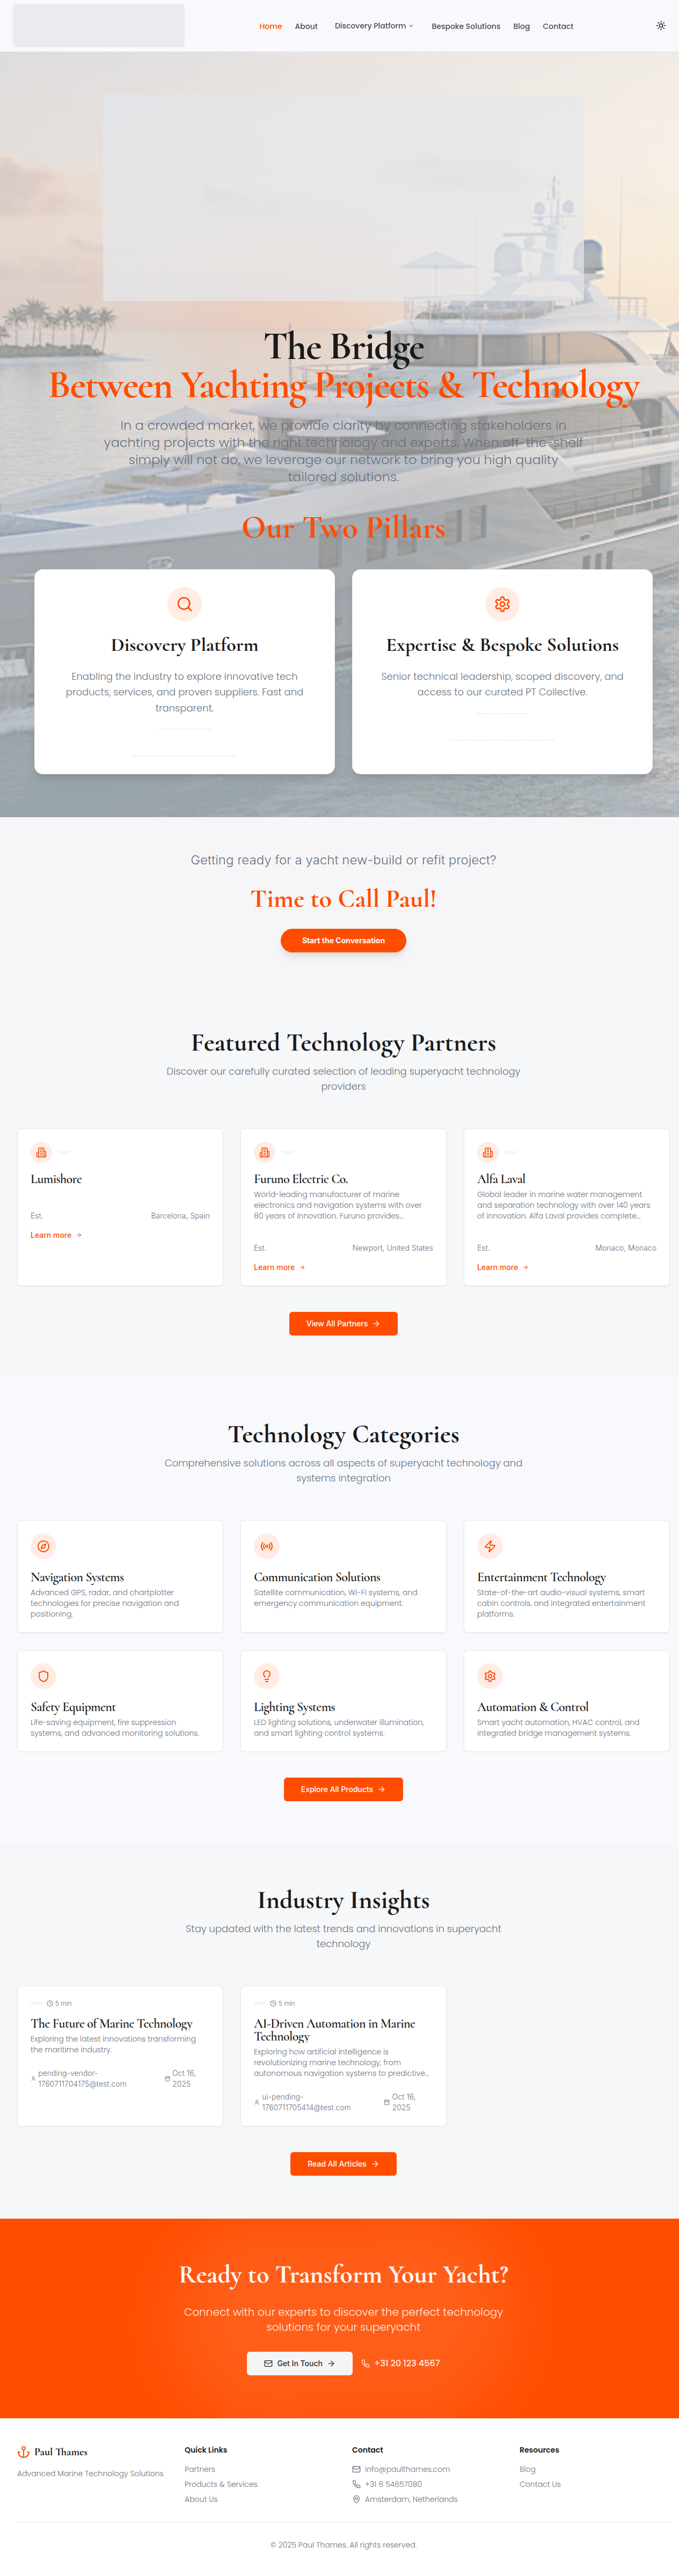 Home About Discovery Platform Bespoke Solutions Blog Contact
The Bridge
Between Yachting Projects & Technology
In a crowded market, we provide clarity by connecting stakeholders in
yachting projects with the right technology and experts. When off-the-shelf
simply will not do, we leverage our network to bring you high quality
tailored solutions.
Our Two Pillars
Discovery Platform
Enabling the industry to explore innovative tech
products, services, and proven suppliers. Fast and
transparent.
Expertise & Bespoke Solutions
Senior technical leadership, scoped discovery, and
access to our curated PT Collective.
Getting ready for a yacht new-build or refit project?
Time to Call Paul!
Start the Conversation
Featured Technology Partners
Discover our carefully curated selection of leading superyacht technology
providers
Lumishore
Est. Barcelona, Spain
Learn more
Furuno Electric Co.
World-leading manufacturer of marine
electronics and navigation systems with over
80 years of innovation. Furuno provides...
Est. Newport, United States
Learn more
Alfa Laval
Global leader in marine water management
and separation technology with over 140 years
of innovation. Alfa Laval provides complete...
Est. Monaco, Monaco
Learn more
View All Partners
Technology Categories
Comprehensive solutions across all aspects of superyacht technology and
systems integration
Navigation Systems
Advanced GPS, radar, and chartplotter
technologies for precise navigation and
positioning.
Communication Solutions
Satellite communication, Wi-Fi systems, and
emergency communication equipment.
Entertainment Technology
State-of-the-art audio-visual systems, smart
cabin controls, and integrated entertainment
platforms.
Safety Equipment
Life-saving equipment, fire suppression
systems, and advanced monitoring solutions.
Lighting Systems
LED lighting solutions, underwater illumination,
and smart lighting control systems.
Automation & Control
Smart yacht automation, HVAC control, and
integrated bridge management systems.
Explore All Products
Industry Insights
Stay updated with the latest trends and innovations in superyacht
technology
5 min
The Future of Marine Technology
Exploring the latest innovations transforming
the maritime industry.
pending-vendor-
1760711704175@test.com
Oct 16,
2025
5 min
AI-Driven Automation in Marine
Technology
Exploring how artificial intelligence is
revolutionizing marine technology, from
autonomous navigation systems to predictive...
ui-pending-
1760711705414@test.com
Oct 16,
2025
Read All Articles
Ready to Transform Your Yacht?
Connect with our experts to discover the perfect technology
solutions for your superyacht
Get In Touch
+31 20 123 4567
Paul Thames
Advanced Marine Technology Solutions
Quick Links
Partners
Products & Services
About Us
Contact
info@paulthames.com
+31 6 54657080
Amsterdam, Netherlands
Resources
Blog
Contact Us
© 2025 Paul Thames. All rights reserved.